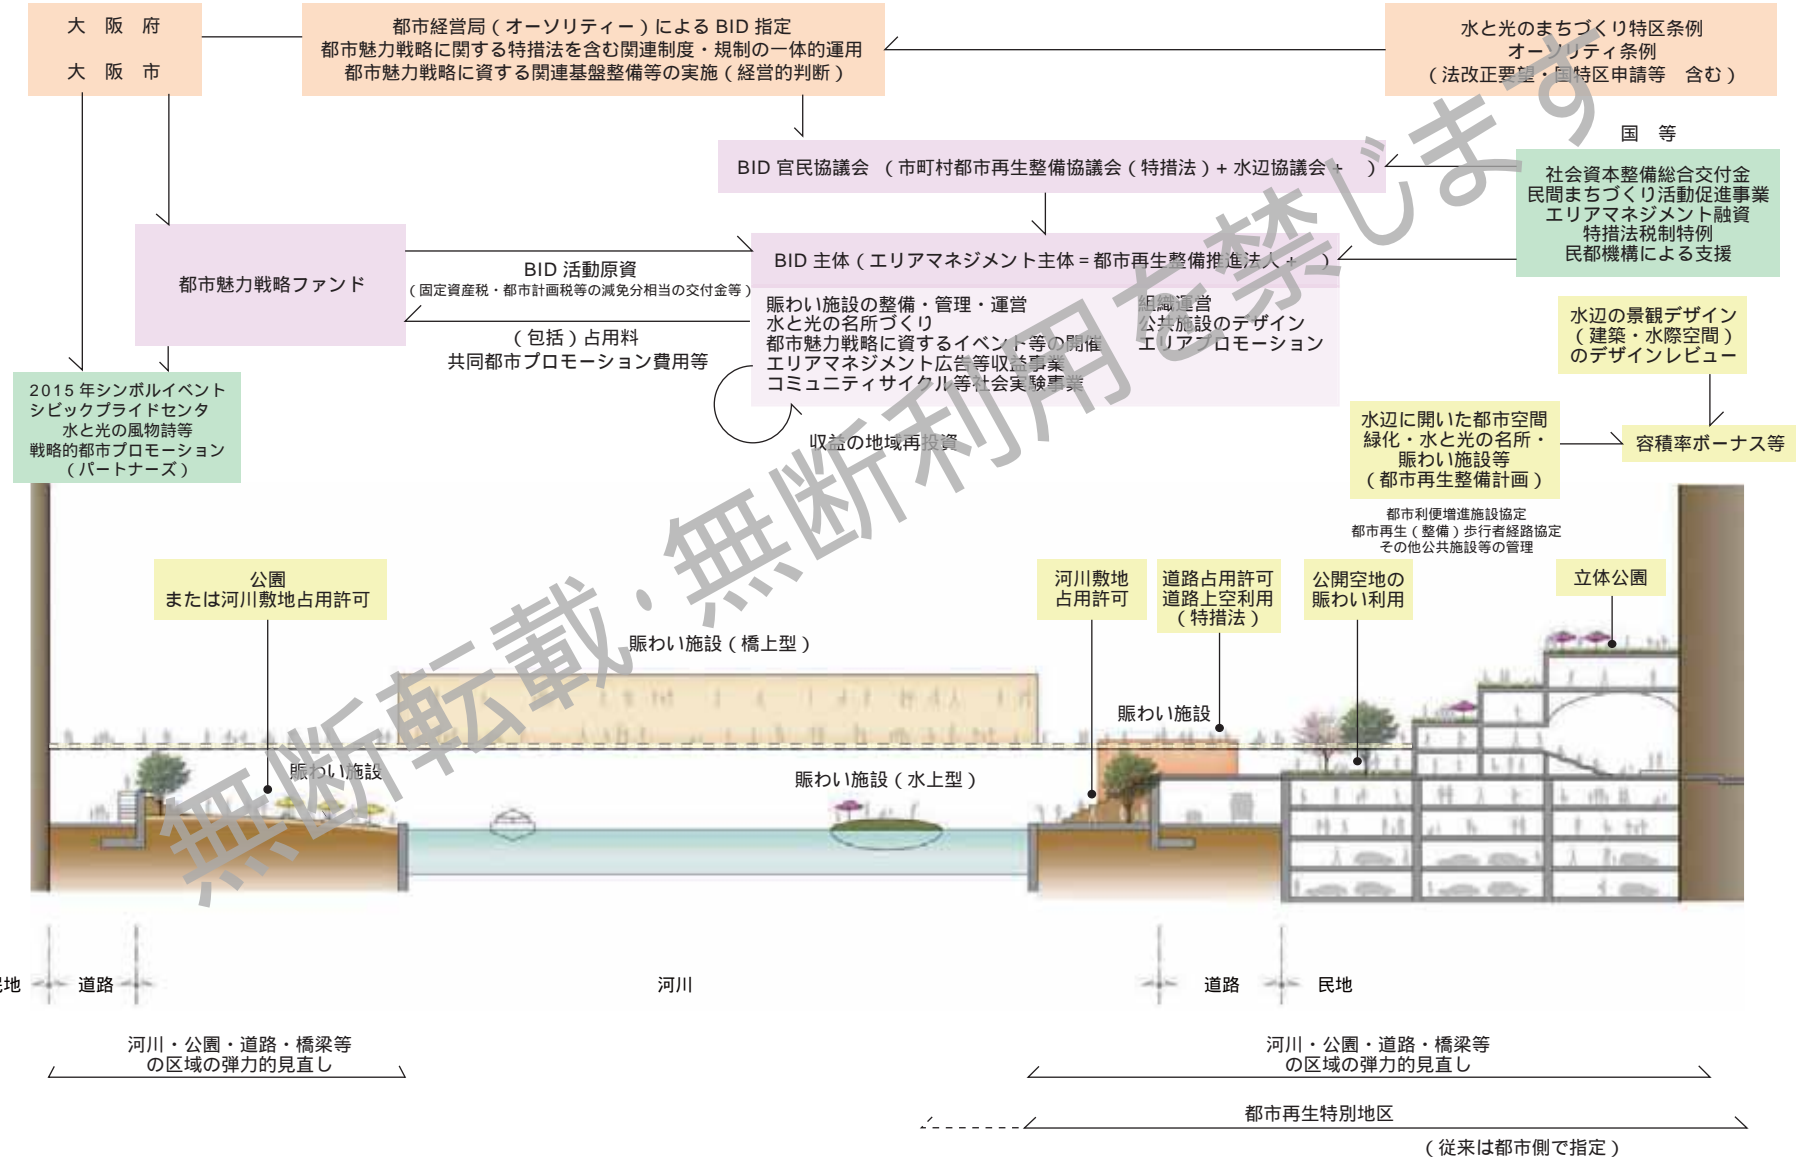 大 阪 府
大 阪 市
都市経営局（オーソリティー）による BID 指定
都市魅力戦略に関する特措法を含む関連制度・規制の一体的運用
都市魅力戦略に資する関連基盤整備等の実施（経営的判断）
水と光のまちづくり特区条例
オーソリティ条例
（法改正要望・国特区申請等　含む）
国　等
BID 官民協議会 （市町村都市再生整備協議会（特措法）+ 水辺協議会 +　）
社会資本整備総合交付金
民間まちづくり活動促進事業
エリアマネジメント融資
特措法税制特例
民都機構による支援
都市魅力戦略ファンド
BID 活動原資
（固定資産税・都市計画税等の減免分相当の交付金等）
（包括）占用料
共同都市プロモーション費用等
BID 主体（エリアマネジメント主体 = 都市再生整備推進法人 +　）
賑わい施設の整備・管理・運営
水と光の名所づくり
都市魅力戦略に資するイベント等の開催
エリアマネジメント広告等収益事業
コミュニティサイクル等社会実験事業
組織運営
公共施設のデザイン
エリアプロモーション
収益の地域再投資
水辺の景観デザイン
（建築・水際空間）
のデザインレビュー
2015 年シンボルイベント
シビックプライドセンタ
水と光の風物詩等
戦略的都市プロモーション
（パートナーズ）
水辺に開いた都市空間
緑化・水と光の名所・
賑わい施設等
（都市再生整備計画）
容積率ボーナス等
都市利便増進施設協定
都市再生（整備）歩行者経路協定
その他公共施設等の管理
公園
または河川敷地占用許可
河川敷地
占用許可
道路占用許可
道路上空利用
（特措法）
公開空地の
賑わい利用
立体公園
賑わい施設（橋上型）
賑わい施設
賑わい施設
賑わい施設（水上型）
民地
道路
河川
道路
民地
河川・公園・道路・橋梁等
の区域の弾力的見直し
河川・公園・道路・橋梁等
の区域の弾力的見直し
都市再生特別地区
（従来は都市側で指定）
無断転載・無断利用を禁じます